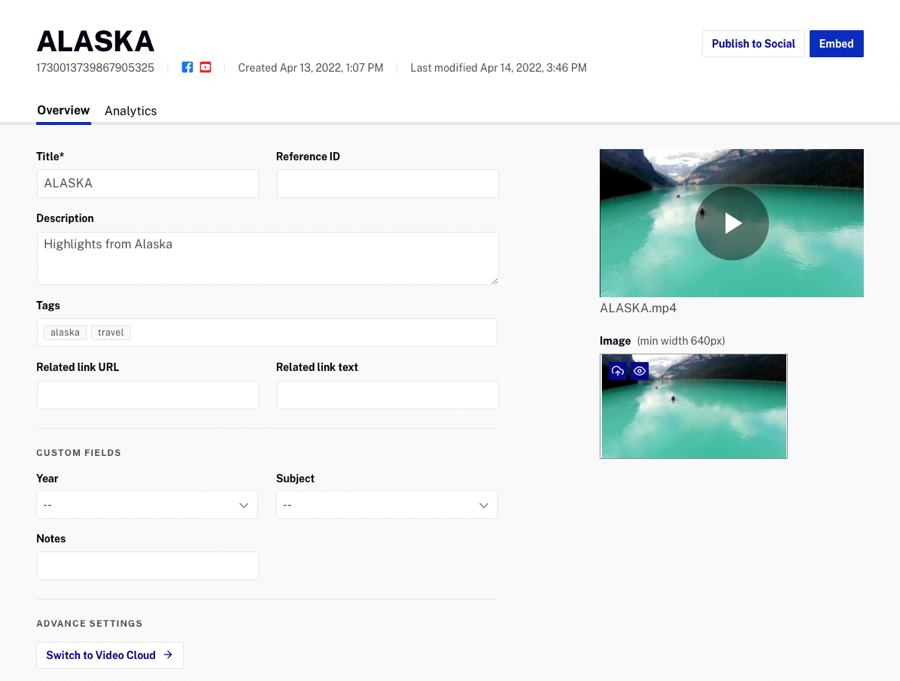 ALASKA
Publish to Social
Embed
1730013739867905325 Created Apr 13, 2022, 1:07 PM Last modified Apr 14, 2022, 3:46 PM
Overview Analytics
Title* Reference ID
ALASKA
Description
Highlights from Alaska
Tags
alaska travel
Related link URL Related link text
CUSTOM FIELDS
Year Subject
-- --
Notes
ADVANCE SETTINGS
Switch to Video Cloud
ALASKA.mp4
Image (min width 640px)